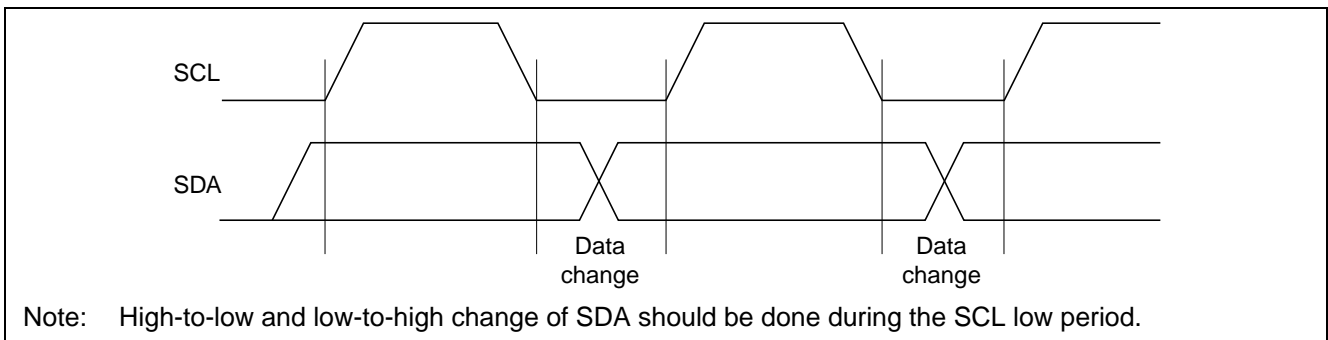 SCL
SDA
Data
change
Data
change
Note: High-to-low and low-to-high change of SDA should be done during the SCL low period.